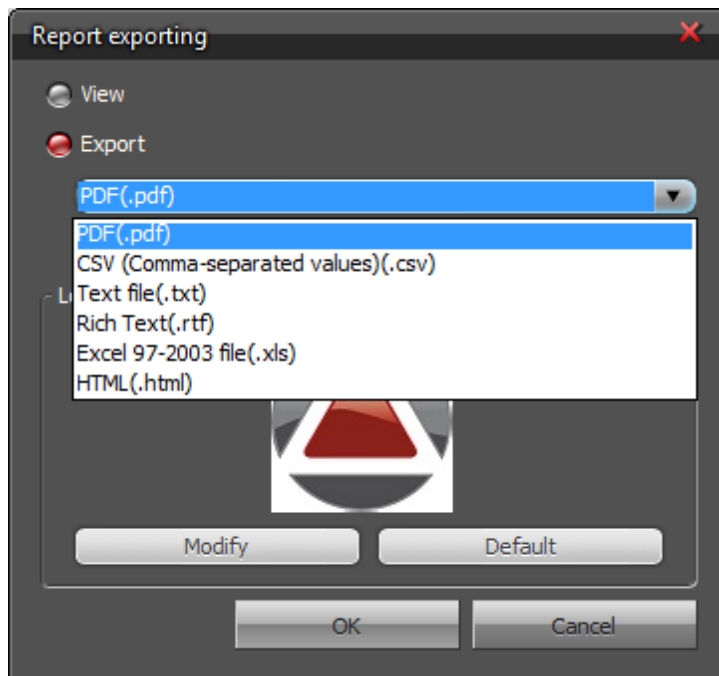 Report exporting
View
Export
PDF(.pdf)
PDF(.pdf)
CSV (Comma-separated values)(.csv)
Text file(.txt)
Rich Text(.rtf)
Excel 97-2003 file(.xls)
HTML(.html)
Modify Default
OK Cancel